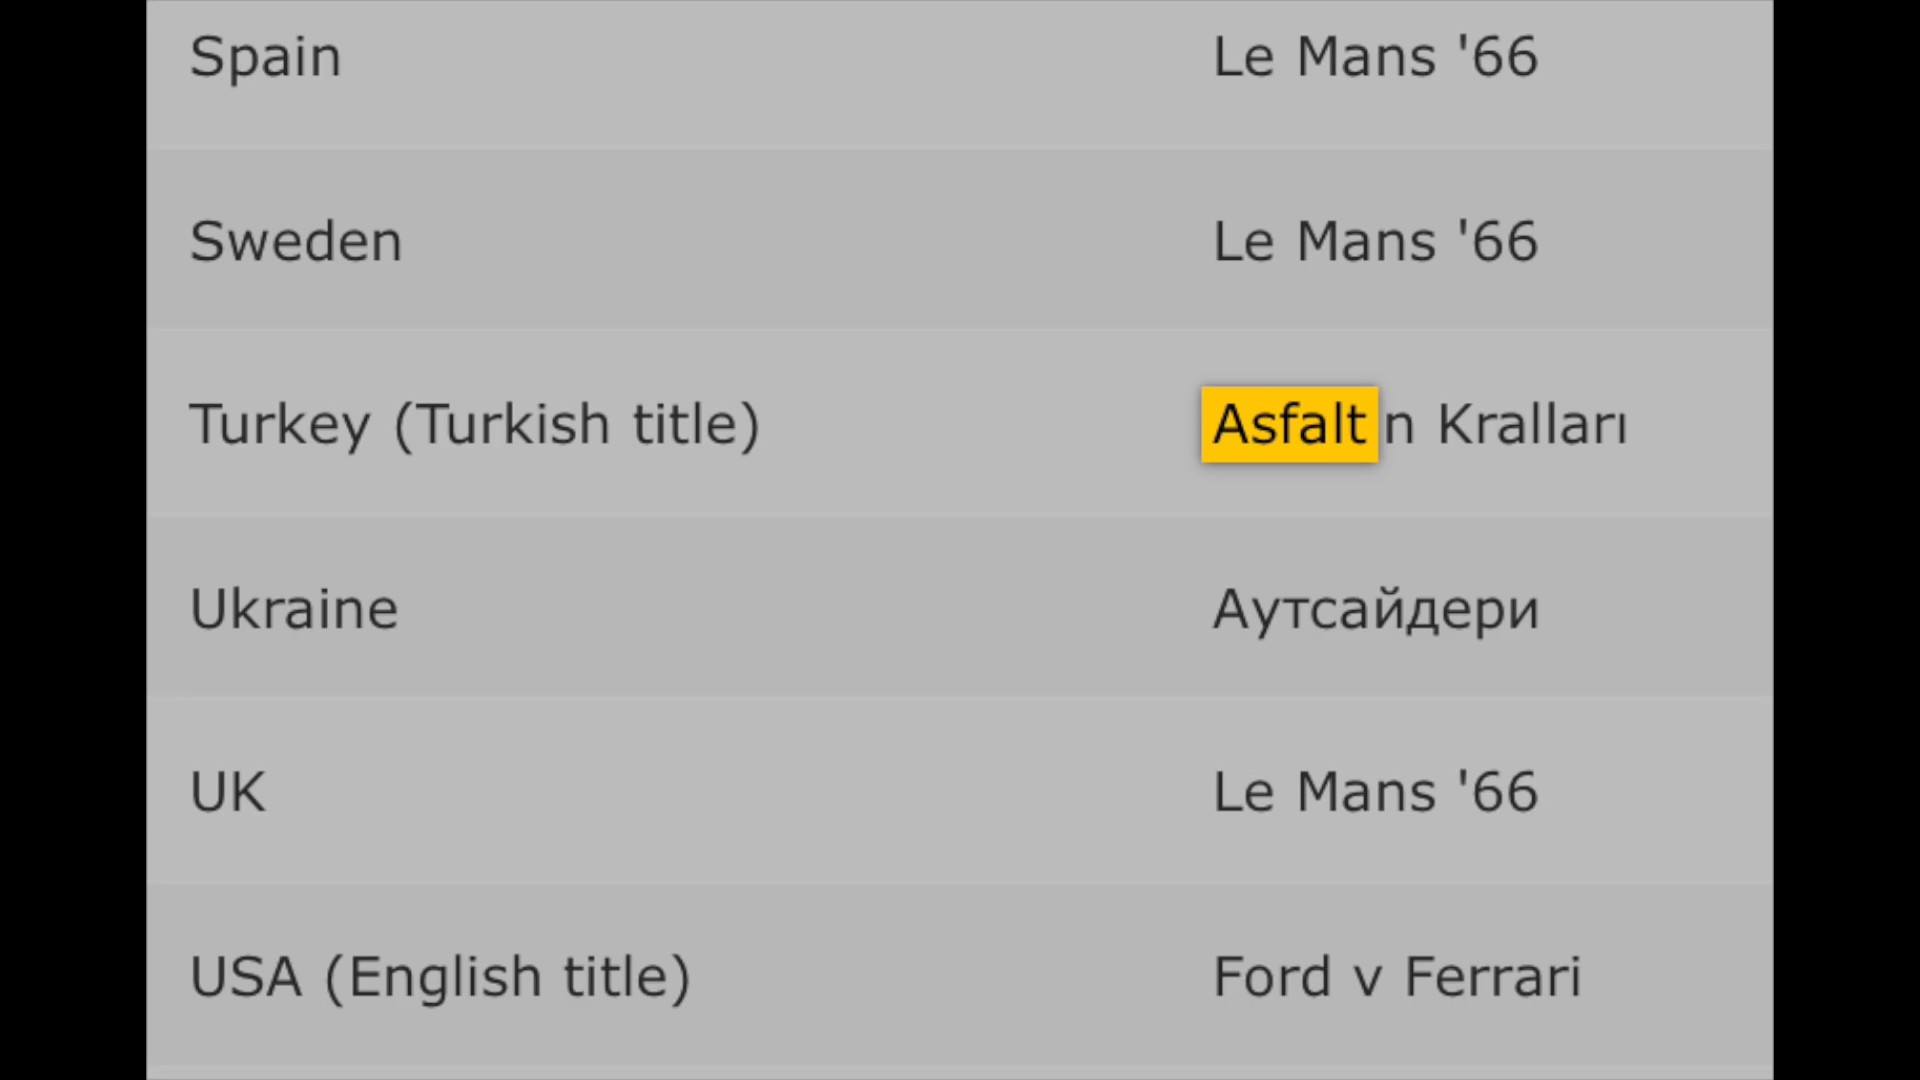 Spain Le Mans '66
Sweden Le Mans '66
Turkey (Turkish title) Asfalt n Kralları
Ukraine Аутсайдери
UK Le Mans '66
USA (English title) Ford v Ferrari